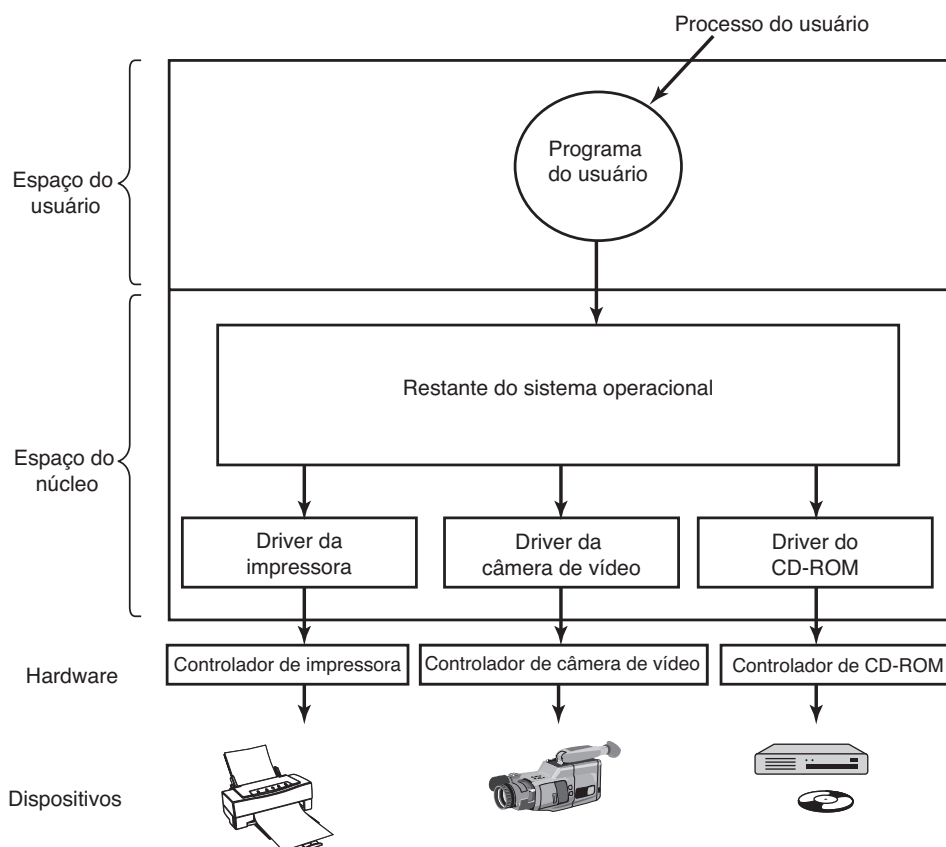 Processo do usuário
Programa
do usuário
Espaço do
usuário
Restante do sistema operacional
Espaço do
núcleo
Driver da
impressora
Driver da
câmera de vídeo
Driver do
CD-ROM
Hardware
Controlador de impressora
Controlador de câmera de vídeo
Controlador de CD-ROM
Dispositivos